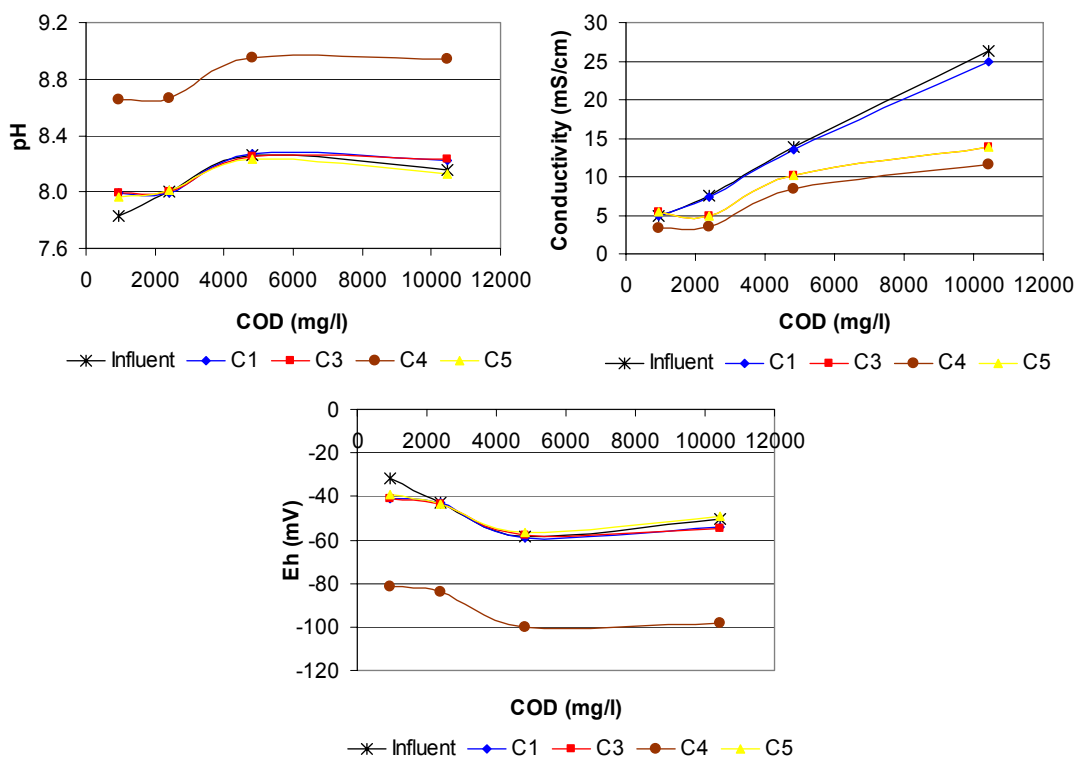 9.2
8.8
8.4
8.0
7.6
pH
0 2000 4000 6000 8000 10000 12000
COD (mg/l)
Influent C1 C3 C4 C5
30
25
20
15
10
5
0
Conductivity (mS/cm)
0 2000 4000 6000 8000 10000 12000
COD (mg/l)
Influent C1 C3 C4 C5
0
-20
-40
-60
-80
-100
-120
Eh (mV)
0 2000 4000 6000 8000 10000 12000
COD (mg/l)
Influent C1 C3 C4 C5